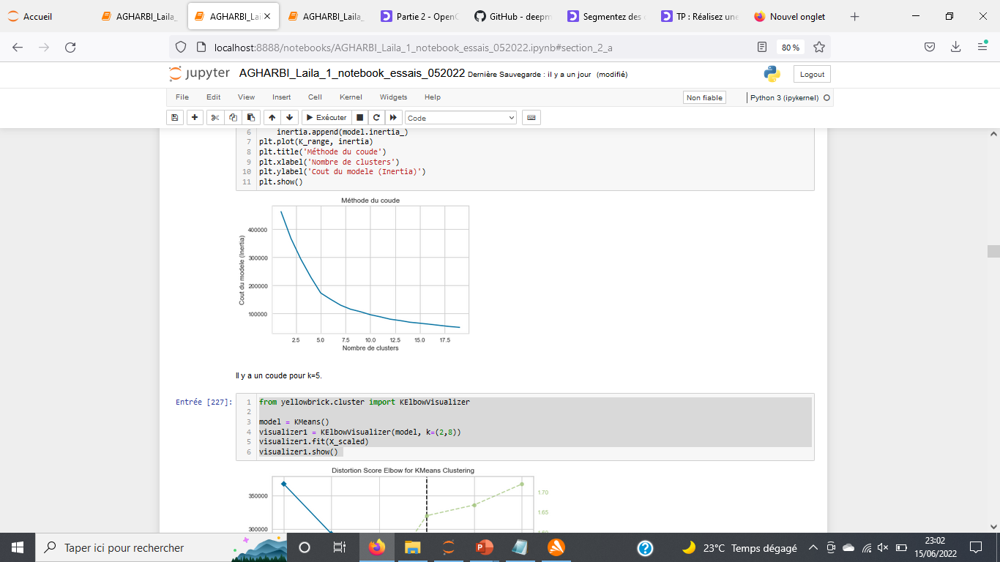 Accueil
AGHARBI_Laila_
AGHARBI_Lai
AGHARBI_Laila_
Partie 2 - OpenC
GitHub - deepm
Segmentez des
TP : Réalisez une
Nouvel onglet
localhost:8888/notebooks/AGHARBI_Laila_1_notebook_essais_052022.ipynb#section_2_a
80 %
jupyter AGHARBI_Laila_1_notebook_essais_052022 Dernière Sauvegarde : il y a un jour (modifié)
Logout
File Edit View Insert Cell Kernel Widgets Help
Non fiable
Python 3 (ipykernel)
Exécuter
Code
6 inertia.append(model.inertia_)
7 plt.plot(K_range, inertia)
8 plt.title('Méthode du coude')
9 plt.xlabel('Nombre de clusters')
10 plt.ylabel('Cout du modele (Inertia)')
11 plt.show()
Méthode du coude
Cout du modele (Inertia)
400000
300000
200000
100000
2.5 5.0 7.5 10.0 12.5 15.0 17.5
Nombre de clusters
Il y a un coude pour k=5.
Entrée [227]:
1 from yellowbrick.cluster import KElbowVisualizer
2
3 model = KMeans()
4 visualizer1 = KElbowVisualizer(model, k=(2,8))
5 visualizer1.fit(X_scaled)
6 visualizer1.show()
Distortion Score Elbow for KMeans Clustering
350000
300000
1.70
1.65
Taper ici pour rechercher
23°C Temps dégagé
23:02
15/06/2022